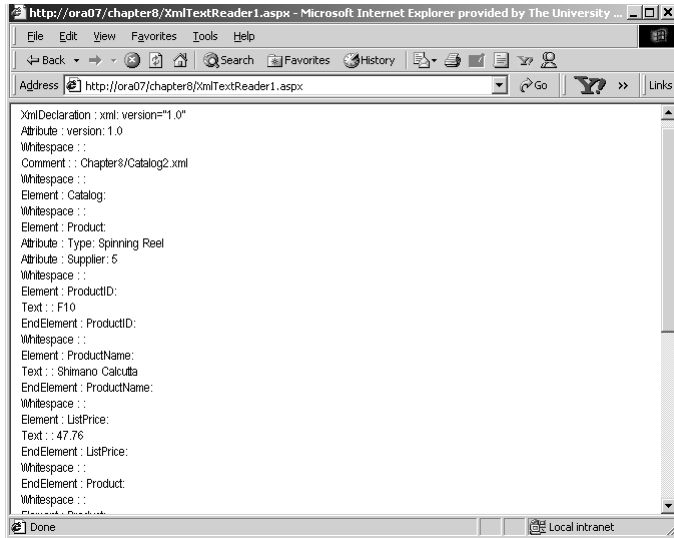 http://ora07/chapter8/XmlTextReader1.aspx - Microsoft Internet Explorer provided by The University ...
File Edit View Favorites Tools Help
Back Search Favorites History
Address http://ora07/chapter8/XmlTextReader1.aspx Go Y! » Links
XmlDeclaration : xml: version="1.0"
Attribute : version: 1.0
Whitespace : :
Comment : : Chapter8/Catalog2.xml
Whitespace : :
Element : Catalog:
Whitespace : :
Element : Product:
Attribute : Type: Spinning Reel
Attribute : Supplier: 5
Whitespace : :
Element : ProductID:
Text : : F10
EndElement : ProductID:
Whitespace : :
Element : ProductName:
Text : : Shimano Calcutta
EndElement : ProductName:
Whitespace : :
Element : ListPrice:
Text : : 47.76
EndElement : ListPrice:
Whitespace : :
EndElement : Product:
Whitespace : :
Element : Product:
Done Local intranet